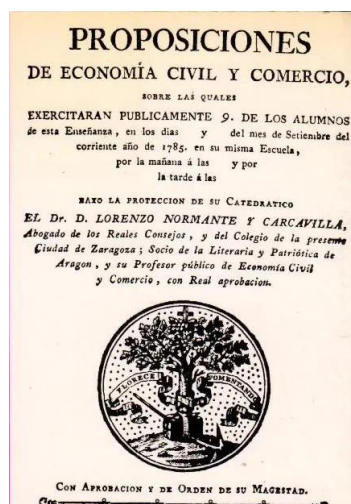 PROPOSICIONES
DE ECONOMÍA CIVIL Y COMERCIO,
SOBRE LAS QUALES
EXERCITARAN PUBLICAMENTE 9. DE LOS ALUMNOS
de esta Enseñanza, en los dias y del mes de Setiembre del
corriente año de 1785. en su misma Escuela,
por la mañana á las y por
la tarde á las
BAXO LA PROTECCION DE SU CATEDRATICO
EL Dr. D. LORENZO NORMANTE Y CARCAVILLA,
Abogado de los Reales Consejos, y del Colegio de la presente
Ciudad de Zaragoza; Socio de la Literaria y Patriótica de
Aragon, y su Profesor público de Economía Civil
y Comercio, con Real aprobacion.
FLORECE FOMENTANDO
CON APROBACION Y DE ORDEN DE SU MAGESTAD.